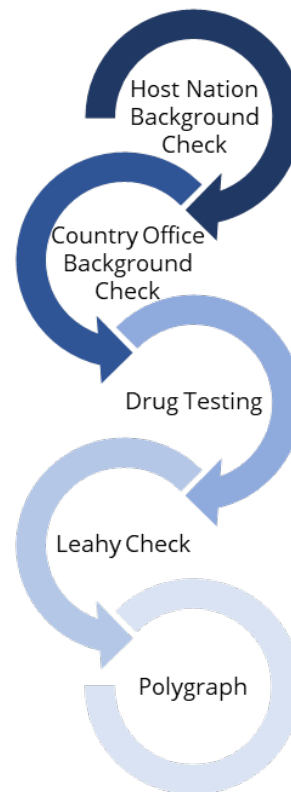 Host Nation
Background
Check
Country Office
Background
Check
Drug Testing
Leahy Check
Polygraph